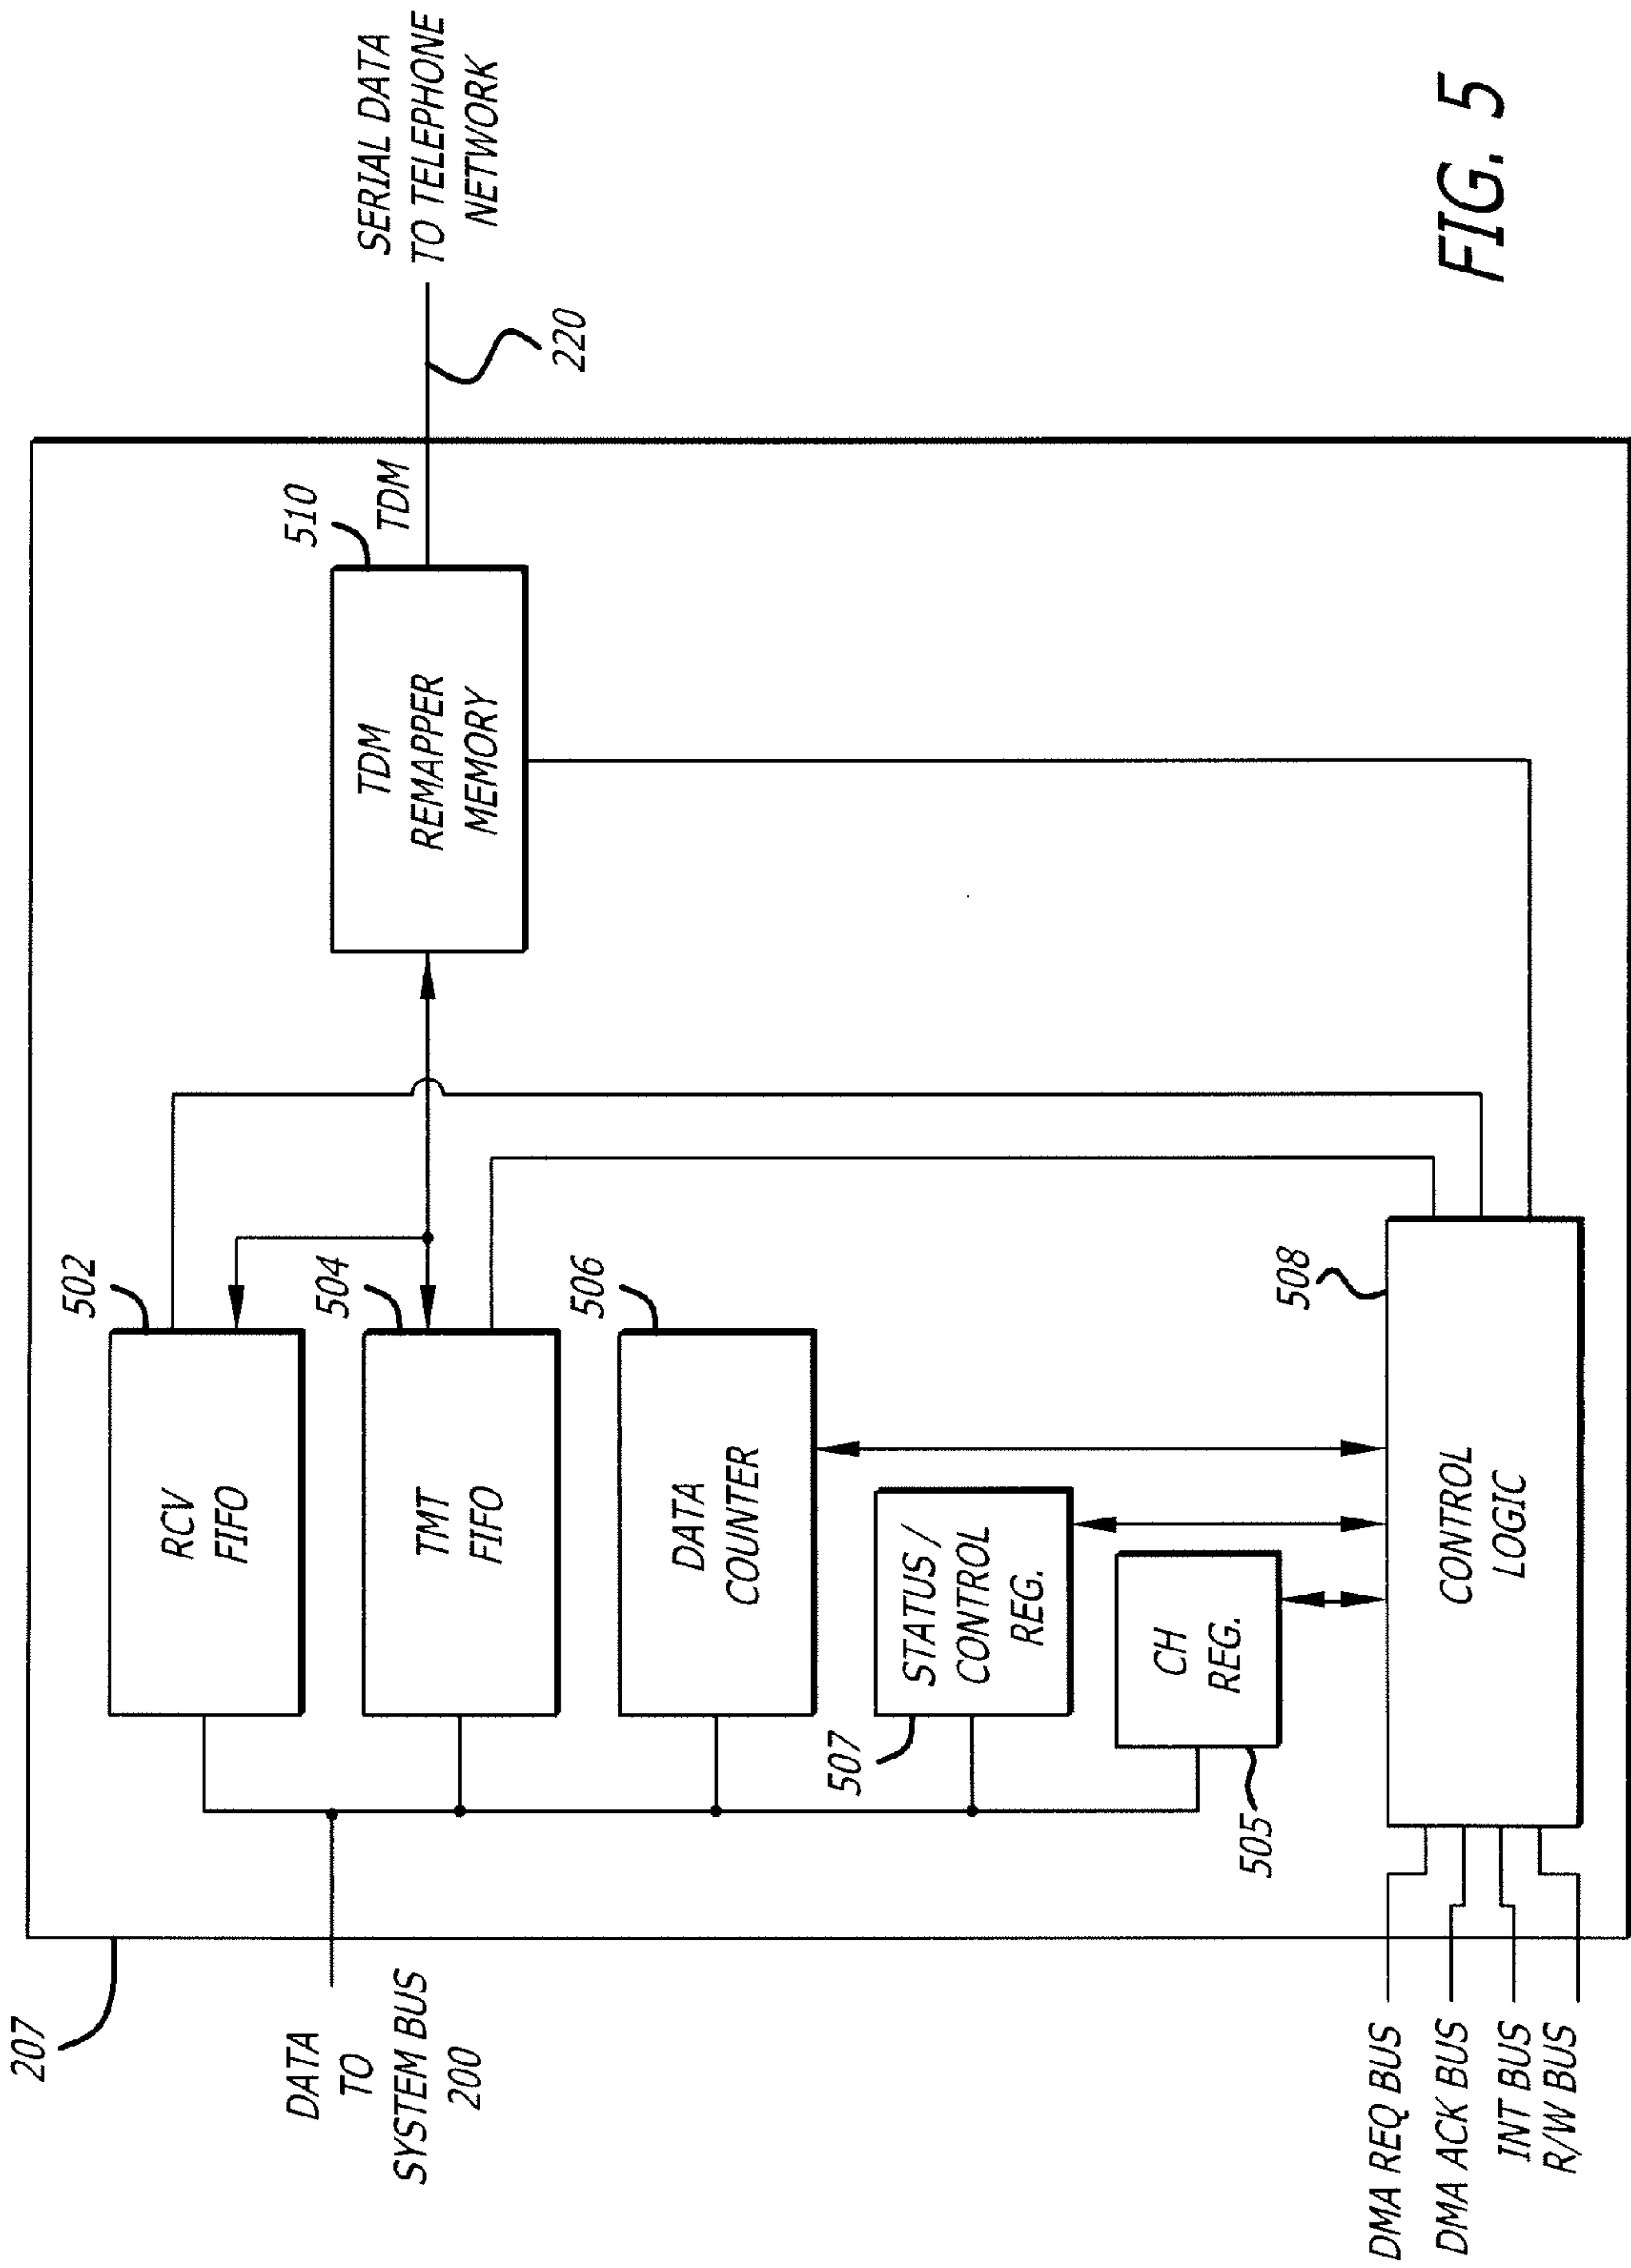 207
DATA
TO
SYSTEM BUS
200
DMA REQ BUS
DMA ACK BUS
INT BUS
R/W BUS
502
RCV
FIFO
504
TMT
FIFO
506
DATA
COUNTER
507
STATUS /
CONTROL
REG.
505
CH
REG.
508
CONTROL
LOGIC
510
TDM
REMAPPER
MEMORY
TDM
220
SERIAL DATA
TO TELEPHONE
NETWORK
FIG. 5